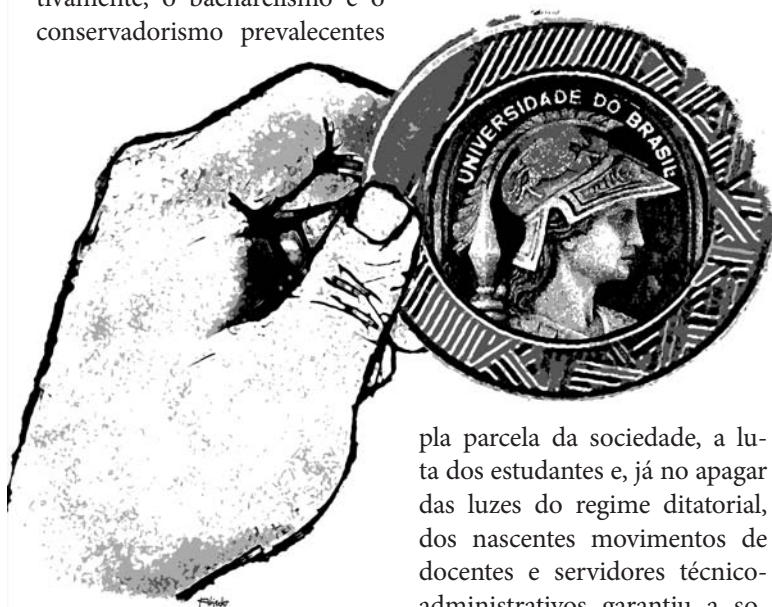 tivamente, o bacharelismo e o
conservadorismo prevalecentes
UNIVERSIDADE DO BRASIL
pla parcela da sociedade, a lu-
ta dos estudantes e, já no apagar
das luzes do regime ditatorial,
dos nascentes movimentos de
docentes e servidores técnico-
administrativos garantiu a so-